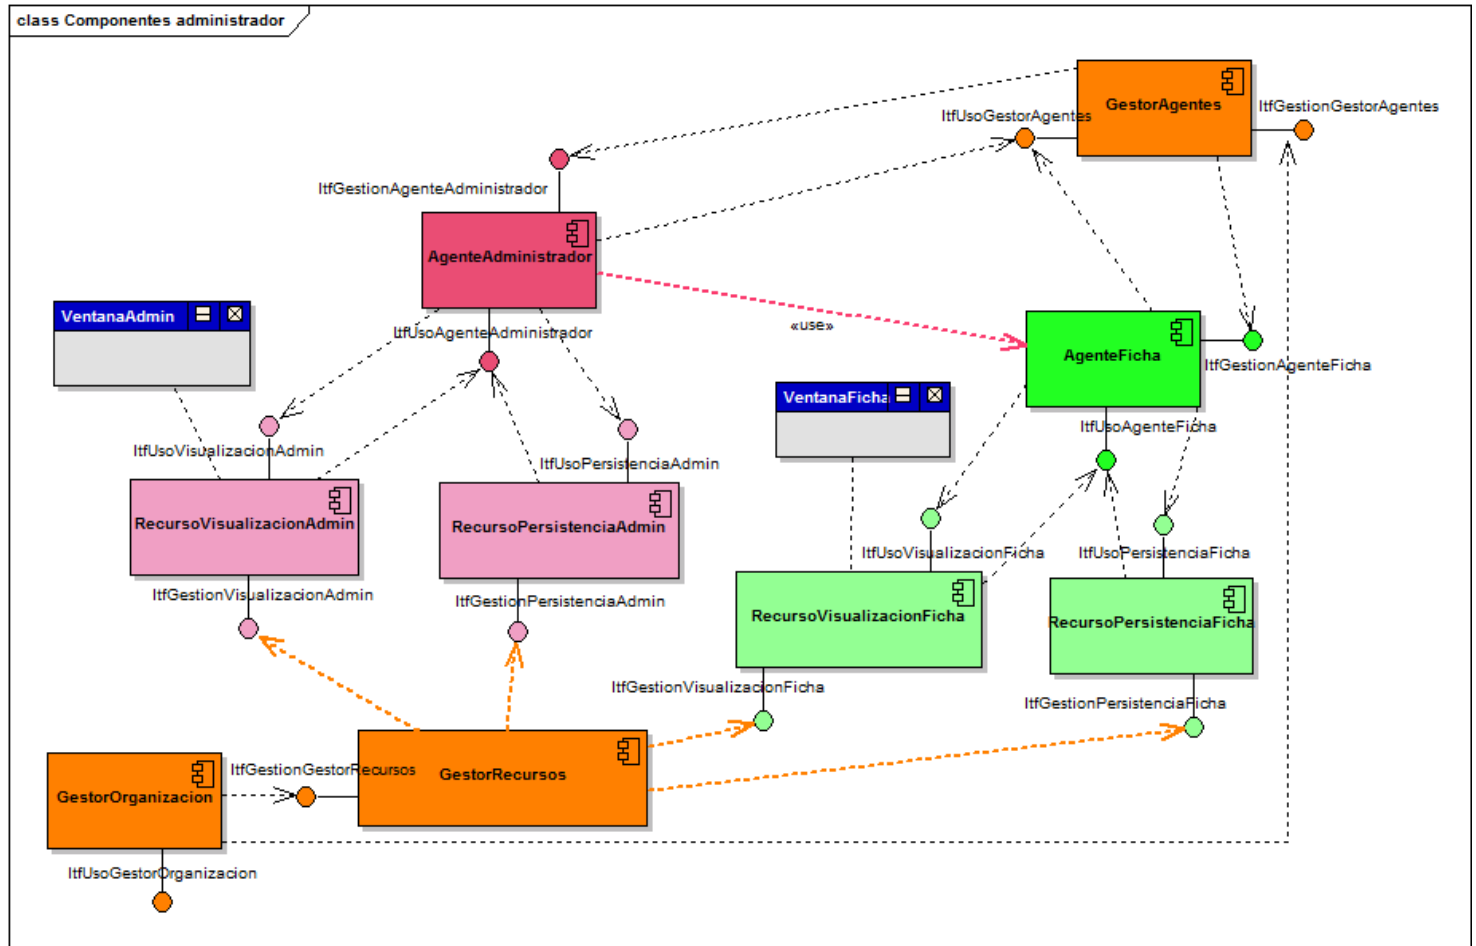 class Componentes administrador
GestorAgentes
ItfGestionGestorAgentes
ItfUsoGestorAgentes
ItfGestionAgenteAdministrador
AgenteAdministrador
VentanaAdmin
ItfUsoAgenteAdministrador
«use»
AgenteFicha
ItfGestionAgenteFicha
VentanaFicha
ItfUsoAgenteFicha
ItfUsoVisualizacionAdmin
ItfUsoPersistenciaAdmin
RecursoVisualizacionAdmin
RecursoPersistenciaAdmin
ItfUsoVisualizacionFicha
ItfUsoPersistenciaFicha
ItfGestionVisualizacionAdmin
ItfGestionPersistenciaAdmin
RecursoVisualizacionFicha
RecursoPersistenciaFicha
ItfGestionVisualizacionFicha
ItfGestionPersistenciaFicha
ItfGestionGestorRecursos
GestorRecursos
GestorOrganizacion
ItfUsoGestorOrganizacion